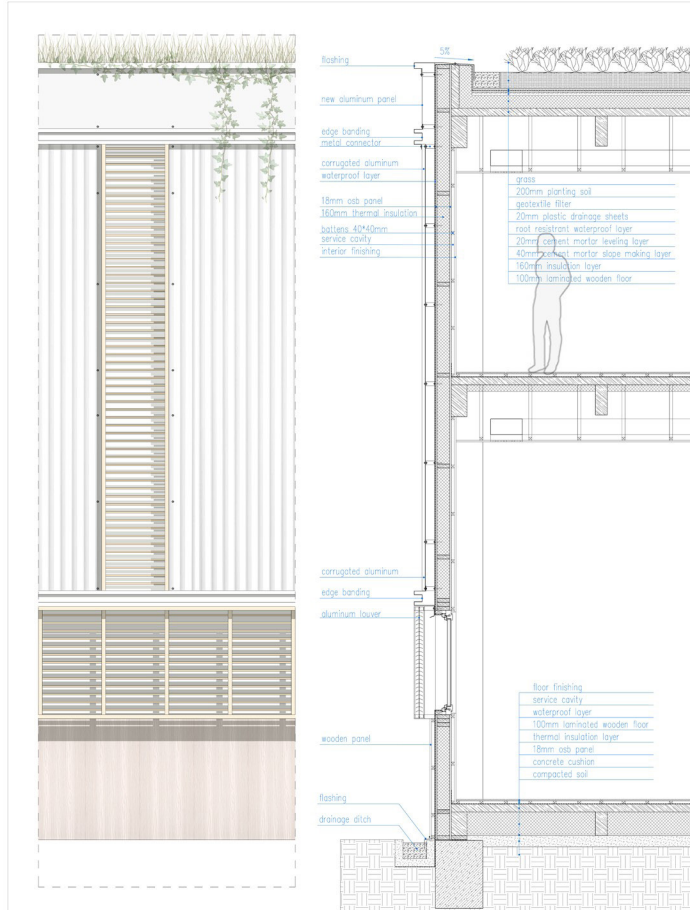 5%
flashing
new aluminum panel
edge banding
metal connector
corrugated aluminum
waterproof layer
18mm osb panel
160mm thermal insulation
battens 40*40mm
service cavity
interior finishing
grass
200mm planting soil
geotextile filter
20mm plastic drainage sheets
root resistrant waterproof layer
20mm cement mortar leveling layer
40mm cement mortar slope making layer
160mm insulation layer
100mm laminated wooden floor
corrugated aluminum
edge banding
aluminum louver
wooden panel
flashing
drainage ditch
floor finishing
service cavity
waterproof layer
100mm laminated wooden floor
thermal insulation layer
18mm osb panel
concrete cushion
compacted soil